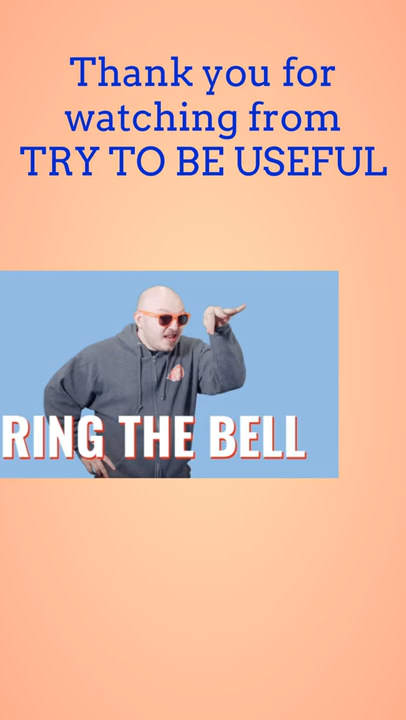 Thank you for
watching from
TRY TO BE USEFUL
RING THE BELL